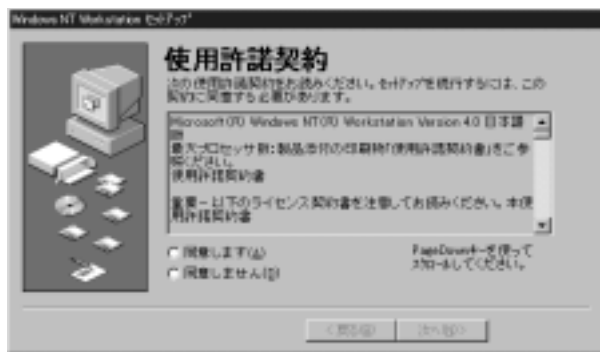 Windows NT Workstation ｾｯﾄｱｯﾌﾟ
使用許諾契約
次の使用許諾契約をお読みください。ｾｯﾄｱｯﾌﾟを続行するには、この
契約に同意する必要があります。
Microsoft(R) Windows NT(R) Workstation Version 4.0 日本語
版
最大プロセッサ数:製品添付の印刷物「使用許諾契約書」をご参
照ください。
使用許諾契約書
重要－以下のライセンス契約書を注意してお読みください。本使
用許諾契約書
同意します(A)
同意しません(D)
PageDownｷｰを使って
ｽｸﾛｰﾙしてください。
< 戻る(B)
次へ(N) >